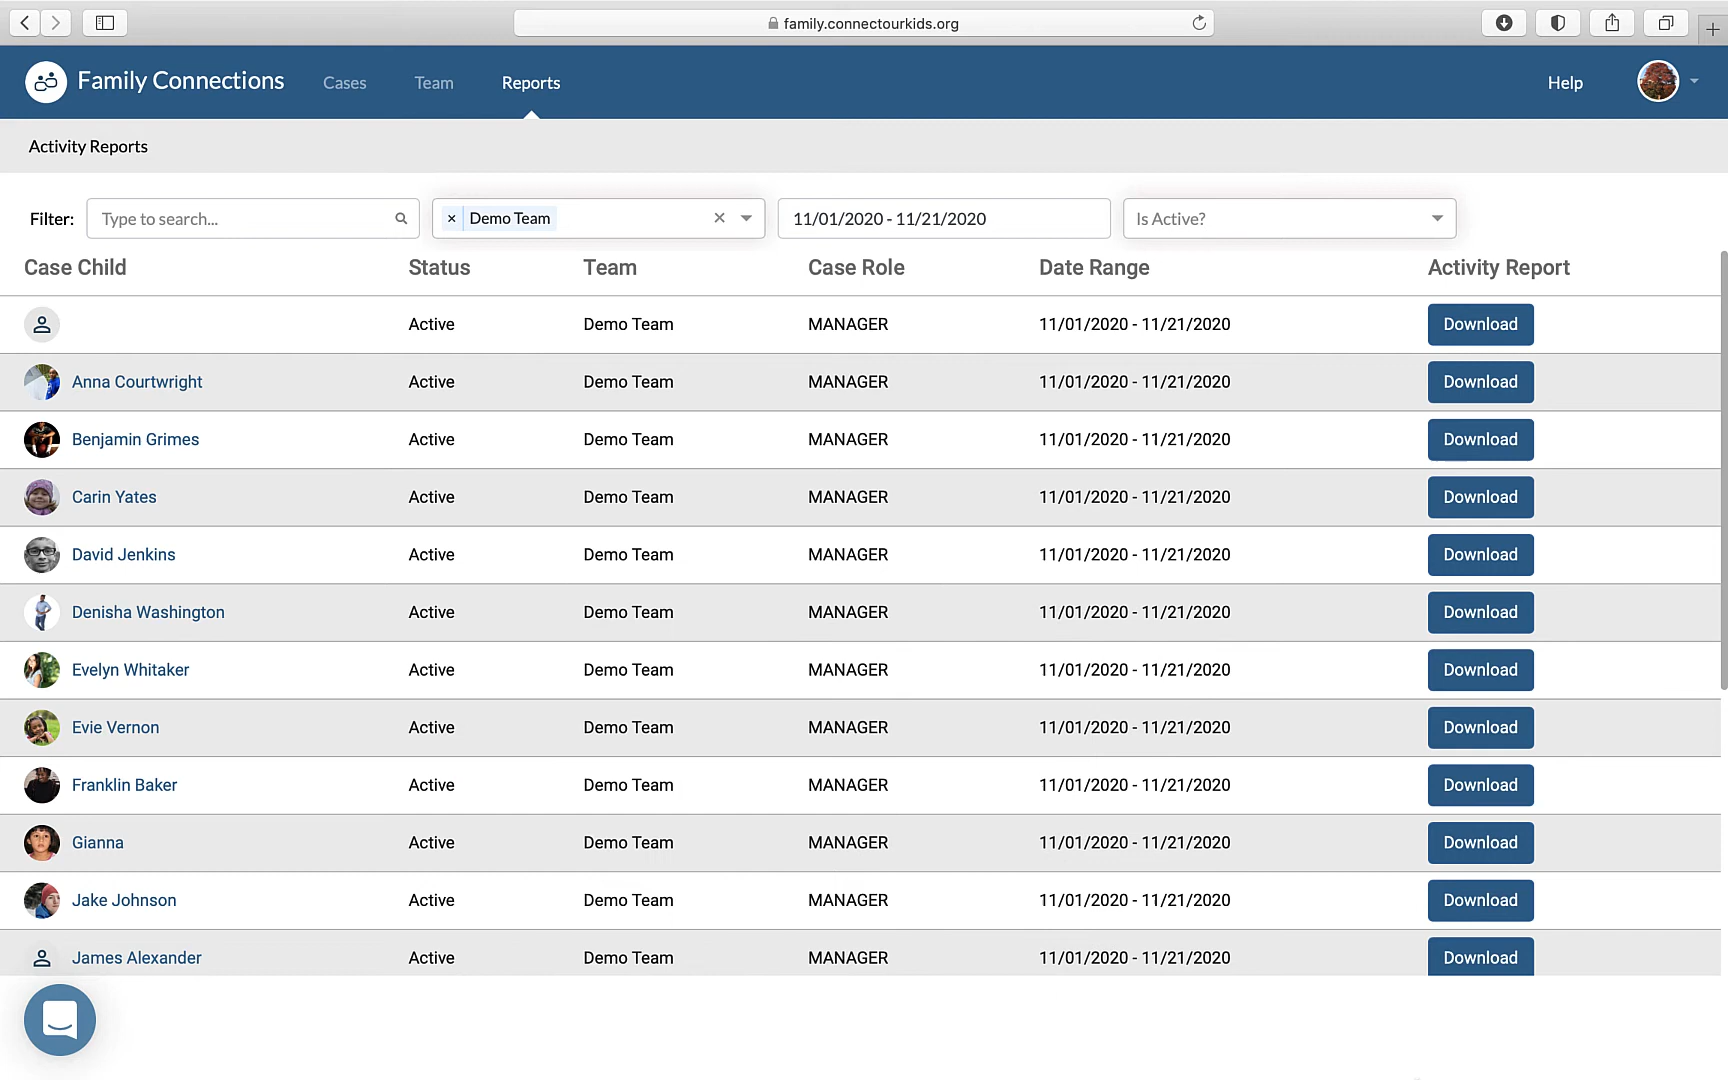 family.connectourkids.org
Family Connections Cases Team Reports Help
Activity Reports
Filter: Type to search... × Demo Team 11/01/2020 - 11/21/2020 Is Active?
Case Child Status Team Case Role Date Range Activity Report
Active Demo Team MANAGER 11/01/2020 - 11/21/2020 Download
Anna Courtwright Active Demo Team MANAGER 11/01/2020 - 11/21/2020 Download
Benjamin Grimes Active Demo Team MANAGER 11/01/2020 - 11/21/2020 Download
Carin Yates Active Demo Team MANAGER 11/01/2020 - 11/21/2020 Download
David Jenkins Active Demo Team MANAGER 11/01/2020 - 11/21/2020 Download
Denisha Washington Active Demo Team MANAGER 11/01/2020 - 11/21/2020 Download
Evelyn Whitaker Active Demo Team MANAGER 11/01/2020 - 11/21/2020 Download
Evie Vernon Active Demo Team MANAGER 11/01/2020 - 11/21/2020 Download
Franklin Baker Active Demo Team MANAGER 11/01/2020 - 11/21/2020 Download
Gianna Active Demo Team MANAGER 11/01/2020 - 11/21/2020 Download
Jake Johnson Active Demo Team MANAGER 11/01/2020 - 11/21/2020 Download
James Alexander Active Demo Team MANAGER 11/01/2020 - 11/21/2020 Download